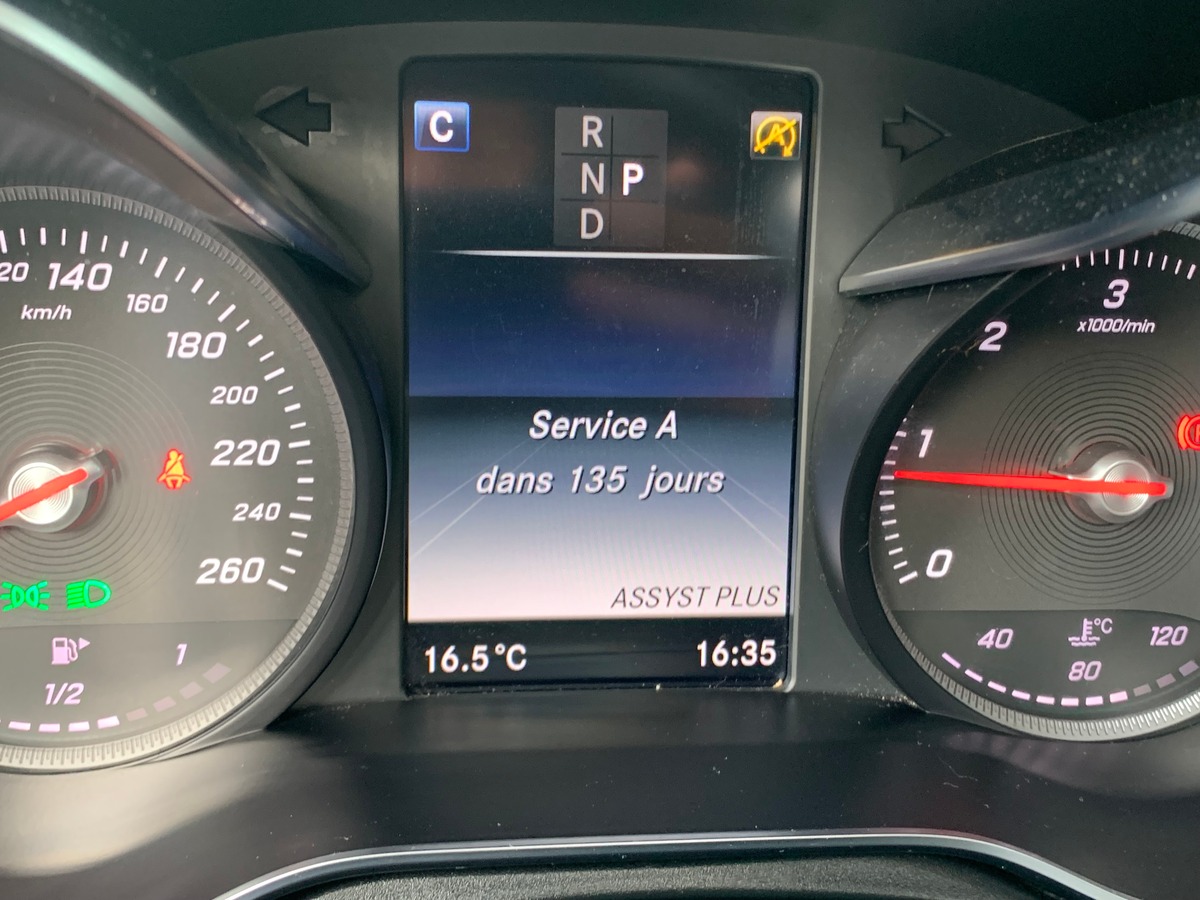 C
R
N P
D
A
20 140
160
km/h
180
200
220
240
260
1
1/2
Service A
dans 135 jours
ASSYST PLUS
16.5°C
16:35
3
x1000/min
2
1
0
°C
40
120
80